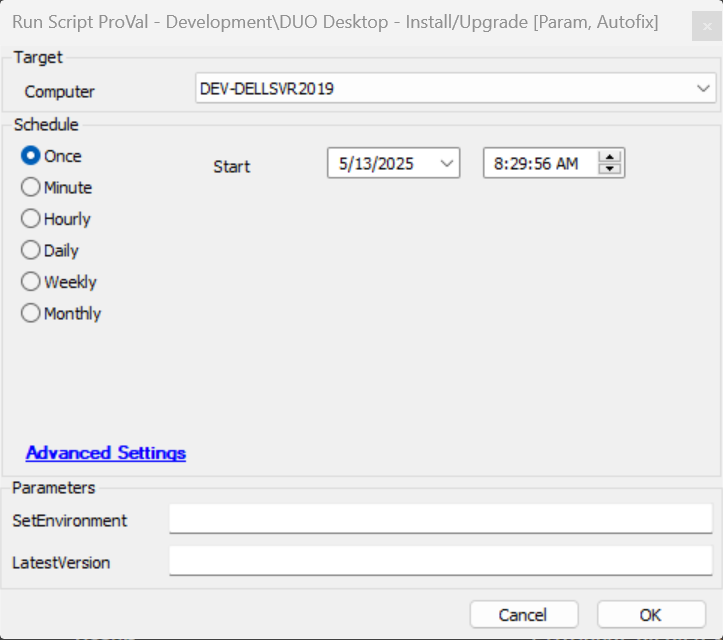 Run Script ProVal - Development\DUO Desktop - Install/Upgrade [Param, Autofix]
Target
Computer DEV-DELLSVR2019
Schedule
Once
Start 5/13/2025 8:29:56 AM
Minute
Hourly
Daily
Weekly
Monthly
Advanced Settings
Parameters
SetEnvironment
LatestVersion
Cancel OK